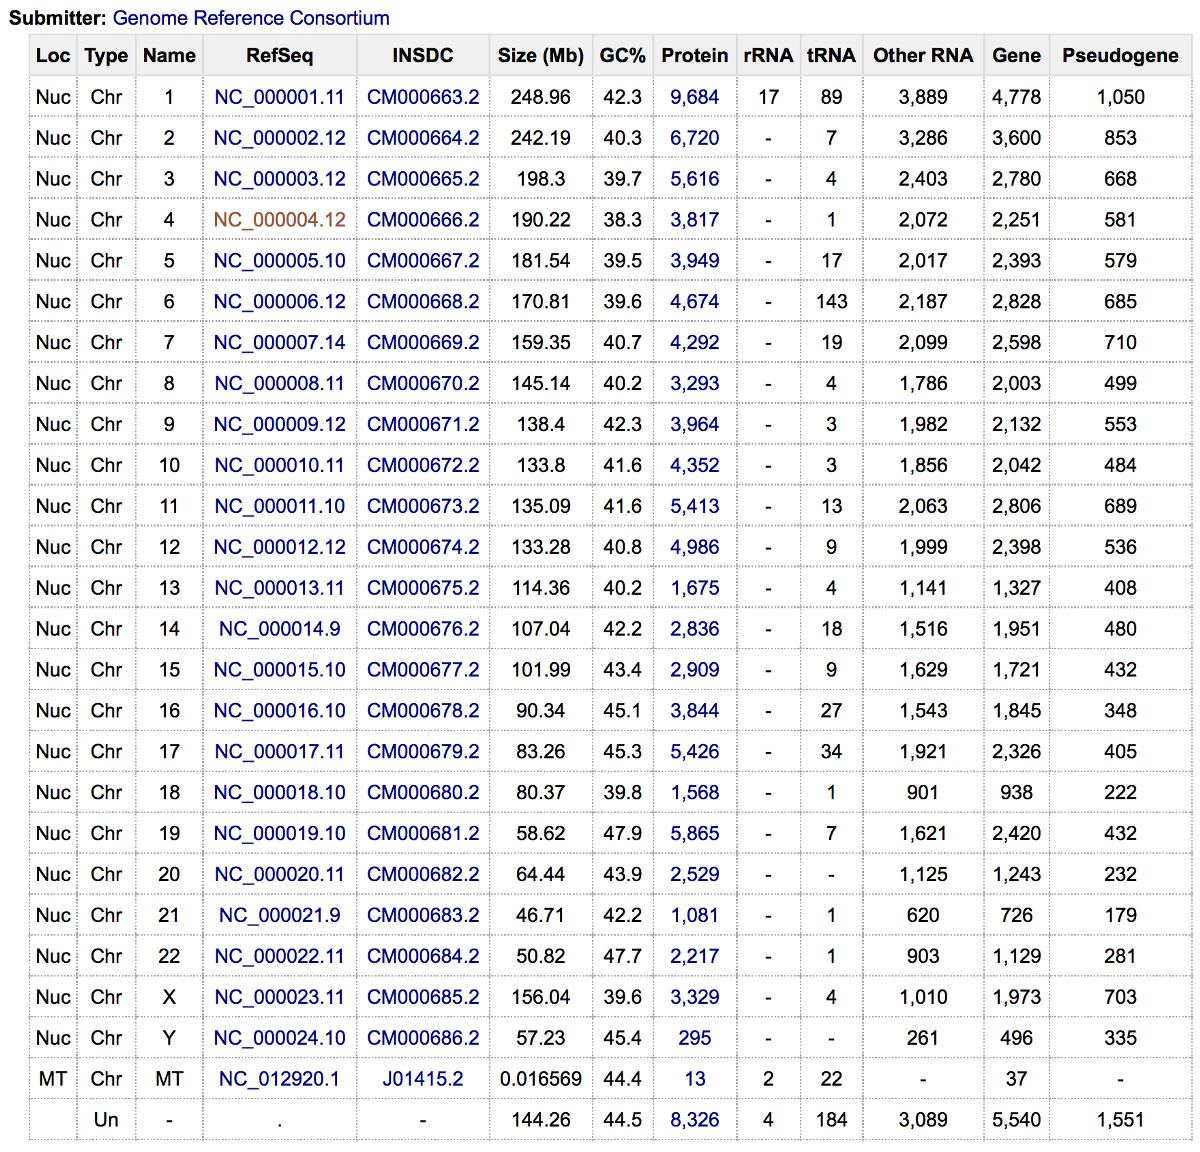 Submitter: Genome Reference Consortium
Loc Type Name RefSeq INSDC Size (Mb) GC% Protein rRNA tRNA Other RNA Gene Pseudogene
Nuc Chr 1 NC_000001.11 CM000663.2 248.96 42.3 9,684 17 89 3,889 4,778 1,050
Nuc Chr 2 NC_000002.12 CM000664.2 242.19 40.3 6,720 - 7 3,286 3,600 853
Nuc Chr 3 NC_000003.12 CM000665.2 198.3 39.7 5,616 - 4 2,403 2,780 668
Nuc Chr 4 NC_000004.12 CM000666.2 190.22 38.3 3,817 - 1 2,072 2,251 581
Nuc Chr 5 NC_000005.10 CM000667.2 181.54 39.5 3,949 - 17 2,017 2,393 579
Nuc Chr 6 NC_000006.12 CM000668.2 170.81 39.6 4,674 - 143 2,187 2,828 685
Nuc Chr 7 NC_000007.14 CM000669.2 159.35 40.7 4,292 - 19 2,099 2,598 710
Nuc Chr 8 NC_000008.11 CM000670.2 145.14 40.2 3,293 - 4 1,786 2,003 499
Nuc Chr 9 NC_000009.12 CM000671.2 138.4 42.3 3,964 - 3 1,982 2,132 553
Nuc Chr 10 NC_000010.11 CM000672.2 133.8 41.6 4,352 - 3 1,856 2,042 484
Nuc Chr 11 NC_000011.10 CM000673.2 135.09 41.6 5,413 - 13 2,063 2,806 689
Nuc Chr 12 NC_000012.12 CM000674.2 133.28 40.8 4,986 - 9 1,999 2,398 536
Nuc Chr 13 NC_000013.11 CM000675.2 114.36 40.2 1,675 - 4 1,141 1,327 408
Nuc Chr 14 NC_000014.9 CM000676.2 107.04 42.2 2,836 - 18 1,516 1,951 480
Nuc Chr 15 NC_000015.10 CM000677.2 101.99 43.4 2,909 - 9 1,629 1,721 432
Nuc Chr 16 NC_000016.10 CM000678.2 90.34 45.1 3,844 - 27 1,543 1,845 348
Nuc Chr 17 NC_000017.11 CM000679.2 83.26 45.3 5,426 - 34 1,921 2,326 405
Nuc Chr 18 NC_000018.10 CM000680.2 80.37 39.8 1,568 - 1 901 938 222
Nuc Chr 19 NC_000019.10 CM000681.2 58.62 47.9 5,865 - 7 1,621 2,420 432
Nuc Chr 20 NC_000020.11 CM000682.2 64.44 43.9 2,529 - - 1,125 1,243 232
Nuc Chr 21 NC_000021.9 CM000683.2 46.71 42.2 1,081 - 1 620 726 179
Nuc Chr 22 NC_000022.11 CM000684.2 50.82 47.7 2,217 - 1 903 1,129 281
Nuc Chr X NC_000023.11 CM000685.2 156.04 39.6 3,329 - 4 1,010 1,973 703
Nuc Chr Y NC_000024.10 CM000686.2 57.23 45.4 295 - - 261 496 335
MT Chr MT NC_012920.1 J01415.2 0.016569 44.4 13 2 22 - 37 -
Un - . - 144.26 44.5 8,326 4 184 3,089 5,540 1,551